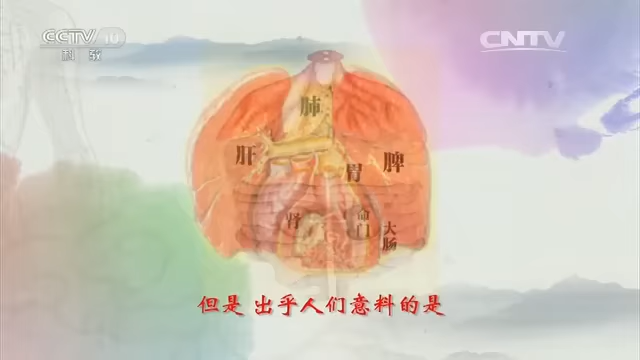 CCTV 10
科教
CNTV
肺
肝
胃
脾
肾
命门
大肠
但是 出乎人们意料的是